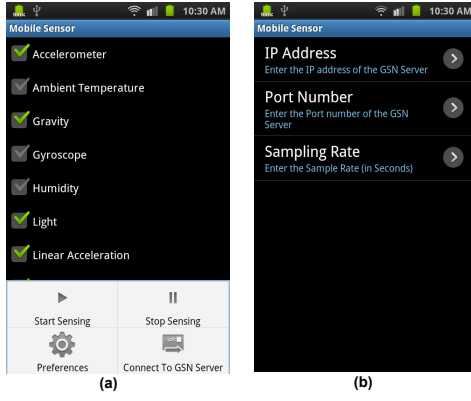 10:30 AM
Mobile Sensor
Accelerometer
Ambient Temperature
Gravity
Gyroscope
Humidity
Light
Linear Acceleration
Start Sensing
Stop Sensing
Preferences
Connect To GSN Server
(a)
10:30 AM
Mobile Sensor
IP Address
Enter the IP address of the GSN Server
Port Number
Enter the Port number of the GSN
Server
Sampling Rate
Enter the Sample Rate (in Seconds)
(b)